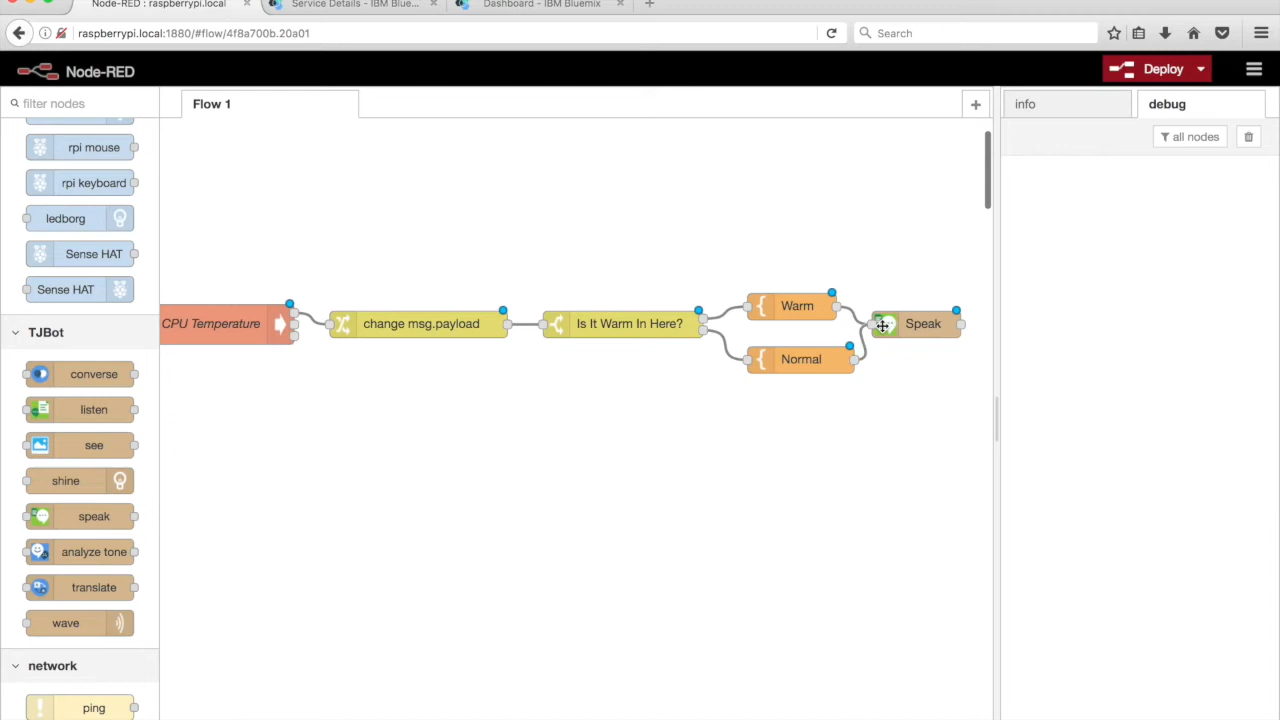 Node-RED : raspberrypi.local
Service Details - IBM Blue...
Dashboard - IBM Bluemix
raspberrypi.local:1880/#flow/4f8a700b.20a01
Search
Node-RED
Deploy
filter nodes
Flow 1
info
debug
all nodes
rpi mouse
rpi keyboard
ledborg
Sense HAT
Sense HAT
TJBot
converse
listen
see
shine
speak
analyze tone
translate
wave
network
ping
CPU Temperature
change msg.payload
Is It Warm In Here?
Warm
Normal
Speak